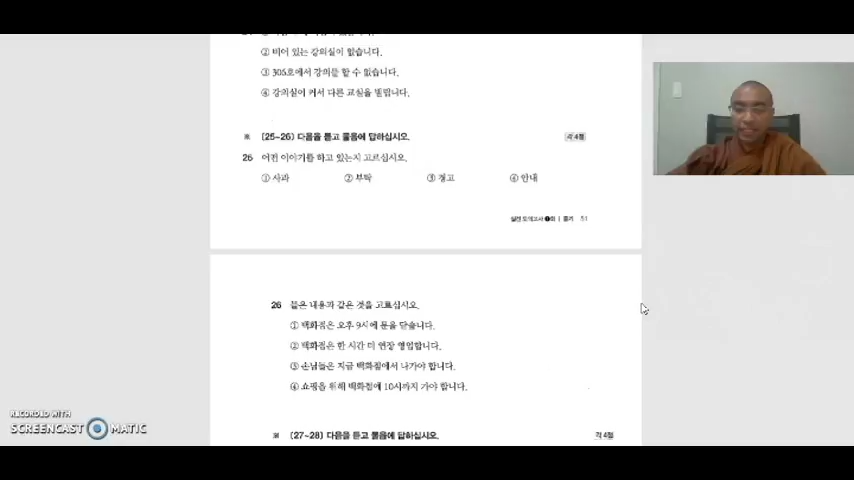 ② 비어 있는 강의실이 없습니다.
③ 305호에서 강의를 할 수 없습니다.
④ 강의실이 커서 다른 교실을 빌립니다.
※ [25~26] 다음을 듣고 물음에 답하십시오. 각 4점
25 어떤 이야기를 하고 있는지 고르십시오.
① 사과 ② 부탁 ③ 경고 ④ 안내
실전 모의고사 ❶회 | 듣기 51
26 들은 내용과 같은 것을 고르십시오.
① 백화점은 오후 9시에 문을 닫습니다.
② 백화점은 한 시간 더 연장 영업합니다.
③ 손님들은 지금 백화점에서 나가야 합니다.
④ 쇼핑을 위해 백화점에 10시까지 가야 합니다.
※ [27~28] 다음을 듣고 물음에 답하십시오. 각 4점
RECORDED WITH
SCREENCAST MATIC